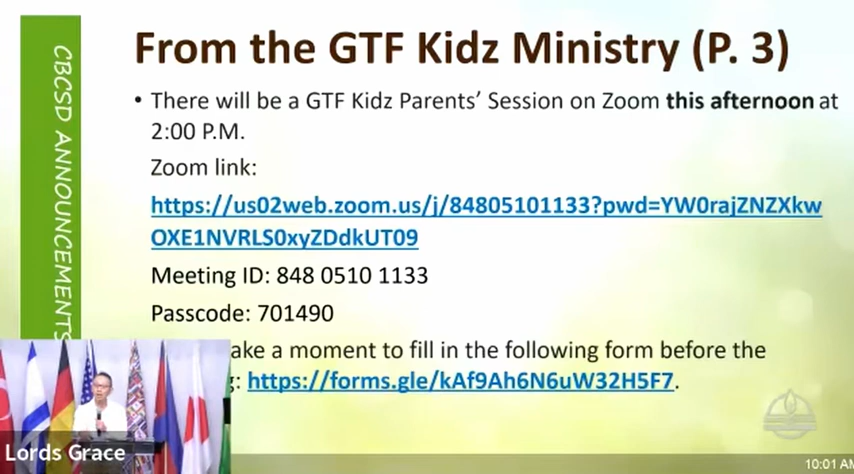 CBCSD ANNOUNCEMENTS
From the GTF Kidz Ministry (P. 3)
• There will be a GTF Kidz Parents’ Session on Zoom this afternoon at
2:00 P.M.
Zoom link:
https://us02web.zoom.us/j/84805101133?pwd=YW0rajZNZXkw
OXE1NVRLS0xyZDdkUT09
Meeting ID: 848 0510 1133
Passcode: 701490
ake a moment to fill in the following form before the
g: https://forms.gle/kAf9Ah6N6uW32H5F7.
Lords Grace
10:01 AM